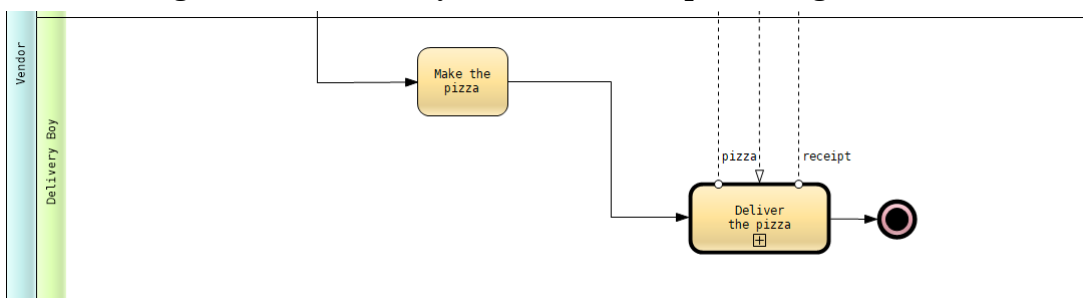 Vendor
Delivery Boy
Make the
pizza
pizza
receipt
Deliver
the pizza